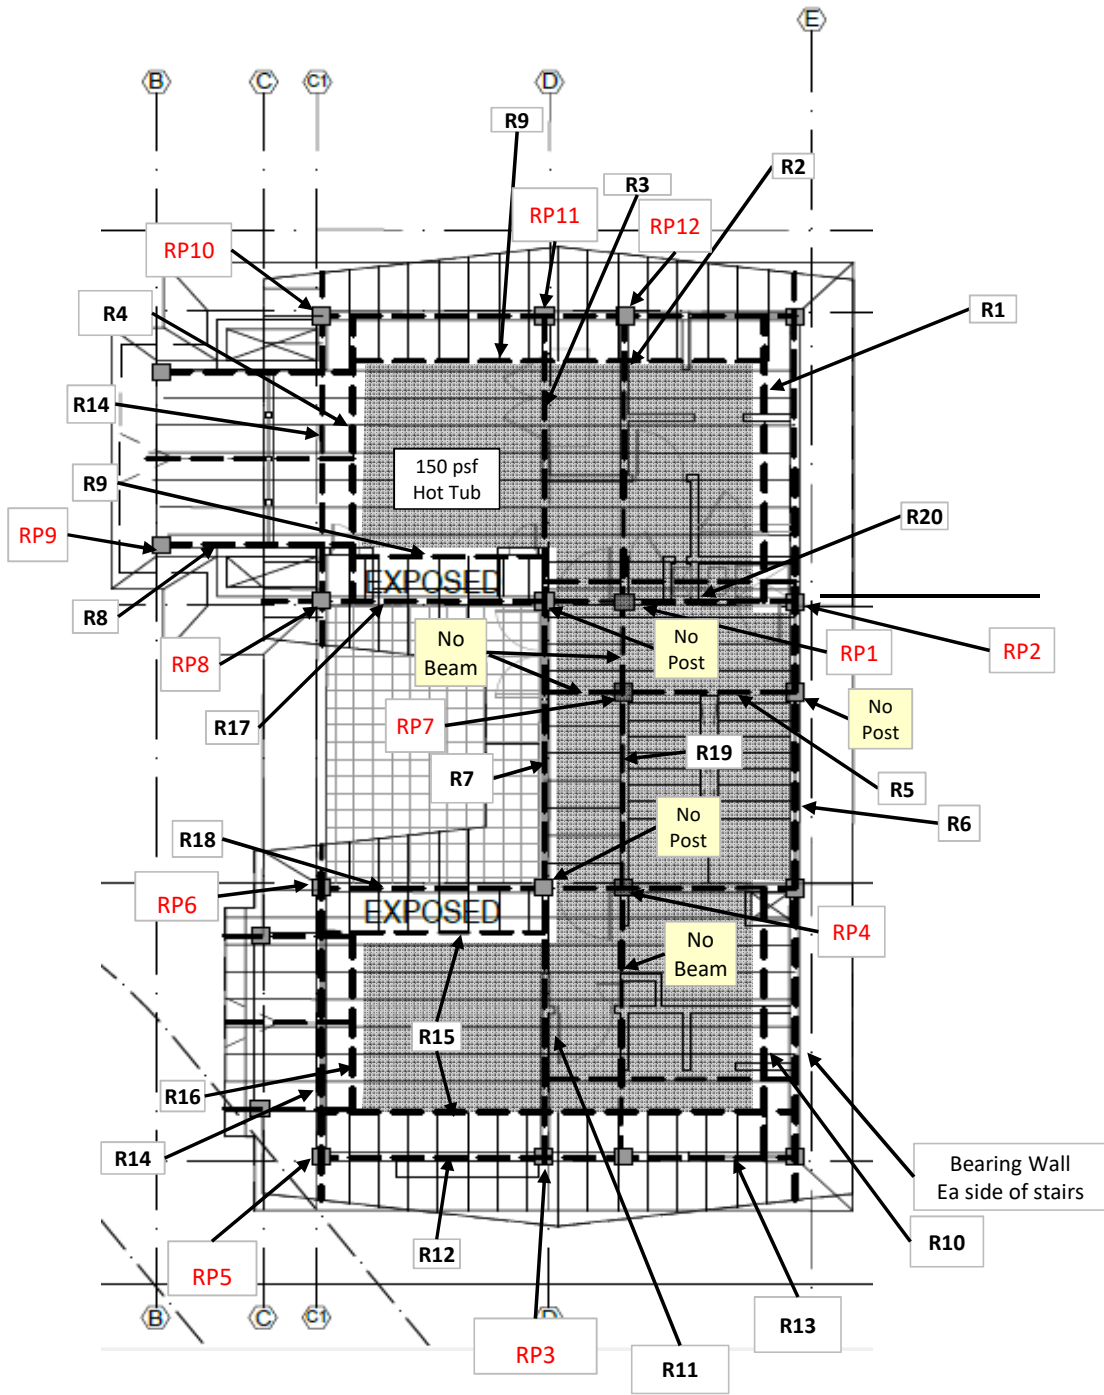 E
B
C
C1
D
R9
R2
R3
RP11
RP12
RP10
R4
R1
R14
150 psf
Hot Tub
R9
R20
RP9
EXPOSED
R8
No
Beam
No
Post
RP8
RP1
RP2
No
Post
R17
RP7
R19
R7
R5
No
Post
R6
R18
RP6
EXPOSED
RP4
No
Beam
R15
R16
R14
Bearing Wall
Ea side of stairs
R12
R10
RP5
B
C
C1
D
R13
RP3
R11